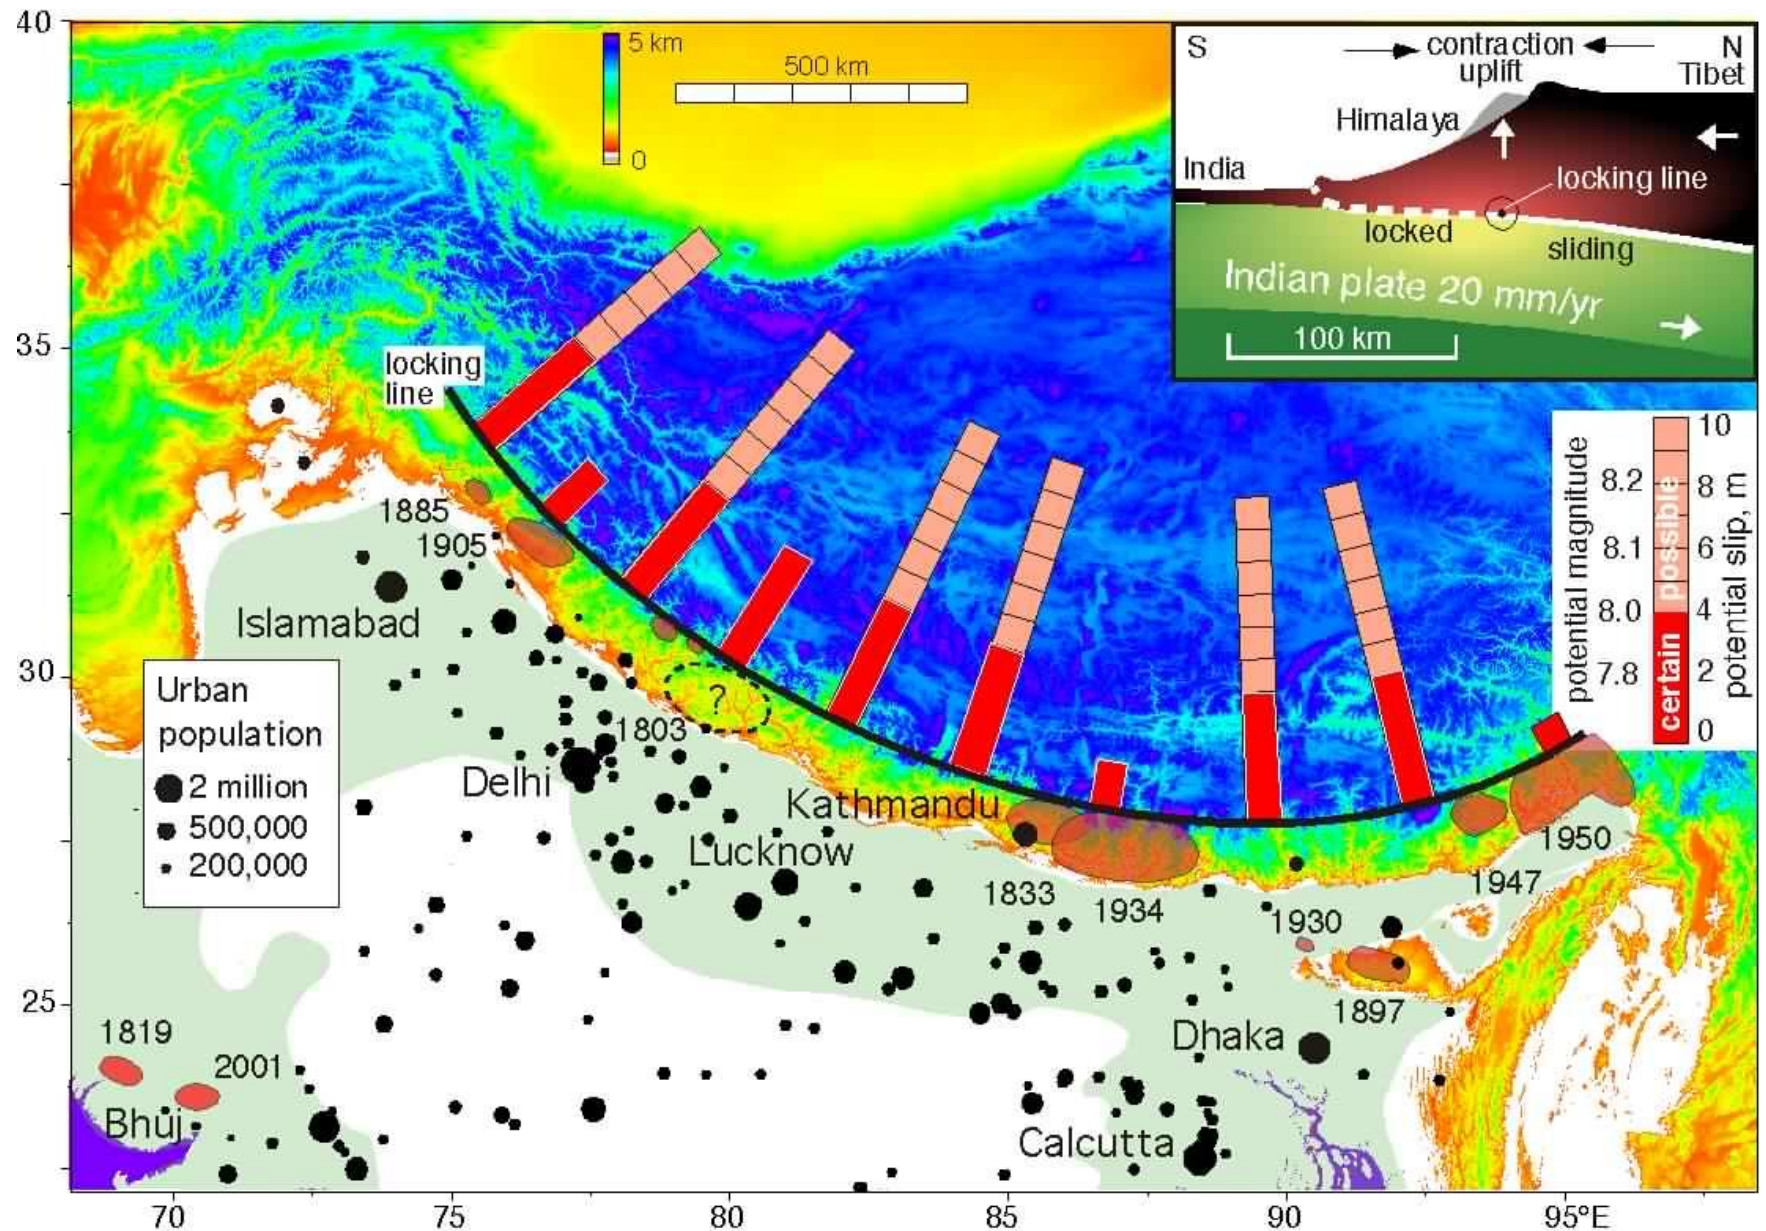 40
35
30
25
70
75
80
85
90
95°E
5 km
0
500 km
S
contraction
uplift
N
Tibet
Himalaya
India
locking line
locked
sliding
Indian plate 20 mm/yr
100 km
locking
line
potential magnitude
8.2
8.1
8.0
7.8
possible
certain
10
8
6
4
2
0
potential slip, m
1885
1905
Islamabad
?
1803
Urban
population
2 million
500,000
200,000
Delhi
Kathmandu
Lucknow
1833
1934
1930
1947
1950
1897
Dhaka
1819
2001
Bhuj
Calcutta